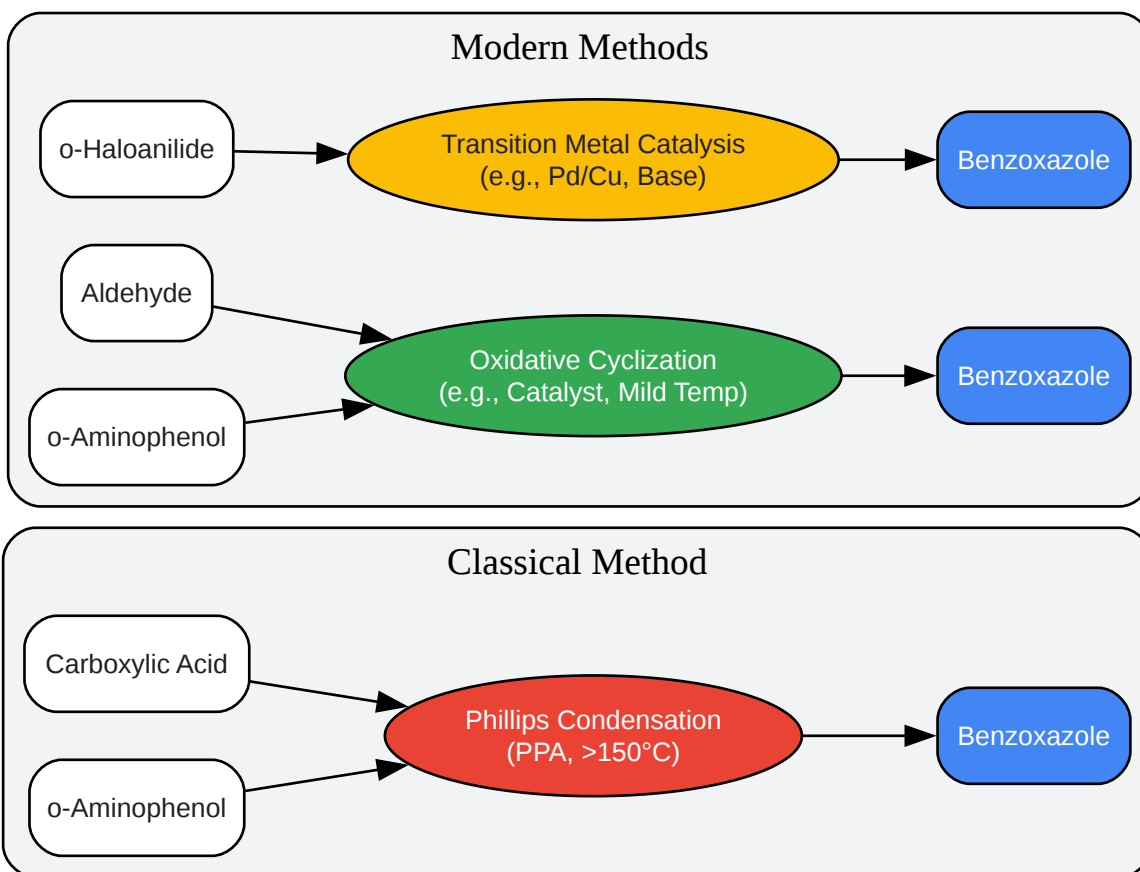 Modern Methods
o-Haloanilide
Transition Metal Catalysis
(e.g., Pd/Cu, Base)
Benzoxazole
Aldehyde
o-Aminophenol
Oxidative Cyclization
(e.g., Catalyst, Mild Temp)
Benzoxazole
Classical Method
Carboxylic Acid
o-Aminophenol
Phillips Condensation
(PPA, >150°C)
Benzoxazole